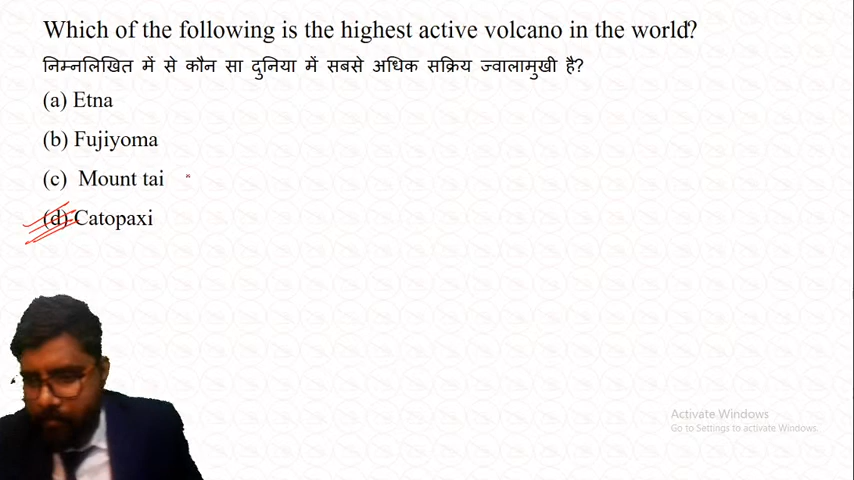 Which of the following is the highest active volcano in the world?
निम्नलिखित में से कौन सा दुनिया में सबसे अधिक सक्रिय ज्वालामुखी है?
(a) Etna
(b) Fujiyoma
(c) Mount tai
(d) Catopaxi
Activate Windows
Go to Settings to activate Windows.